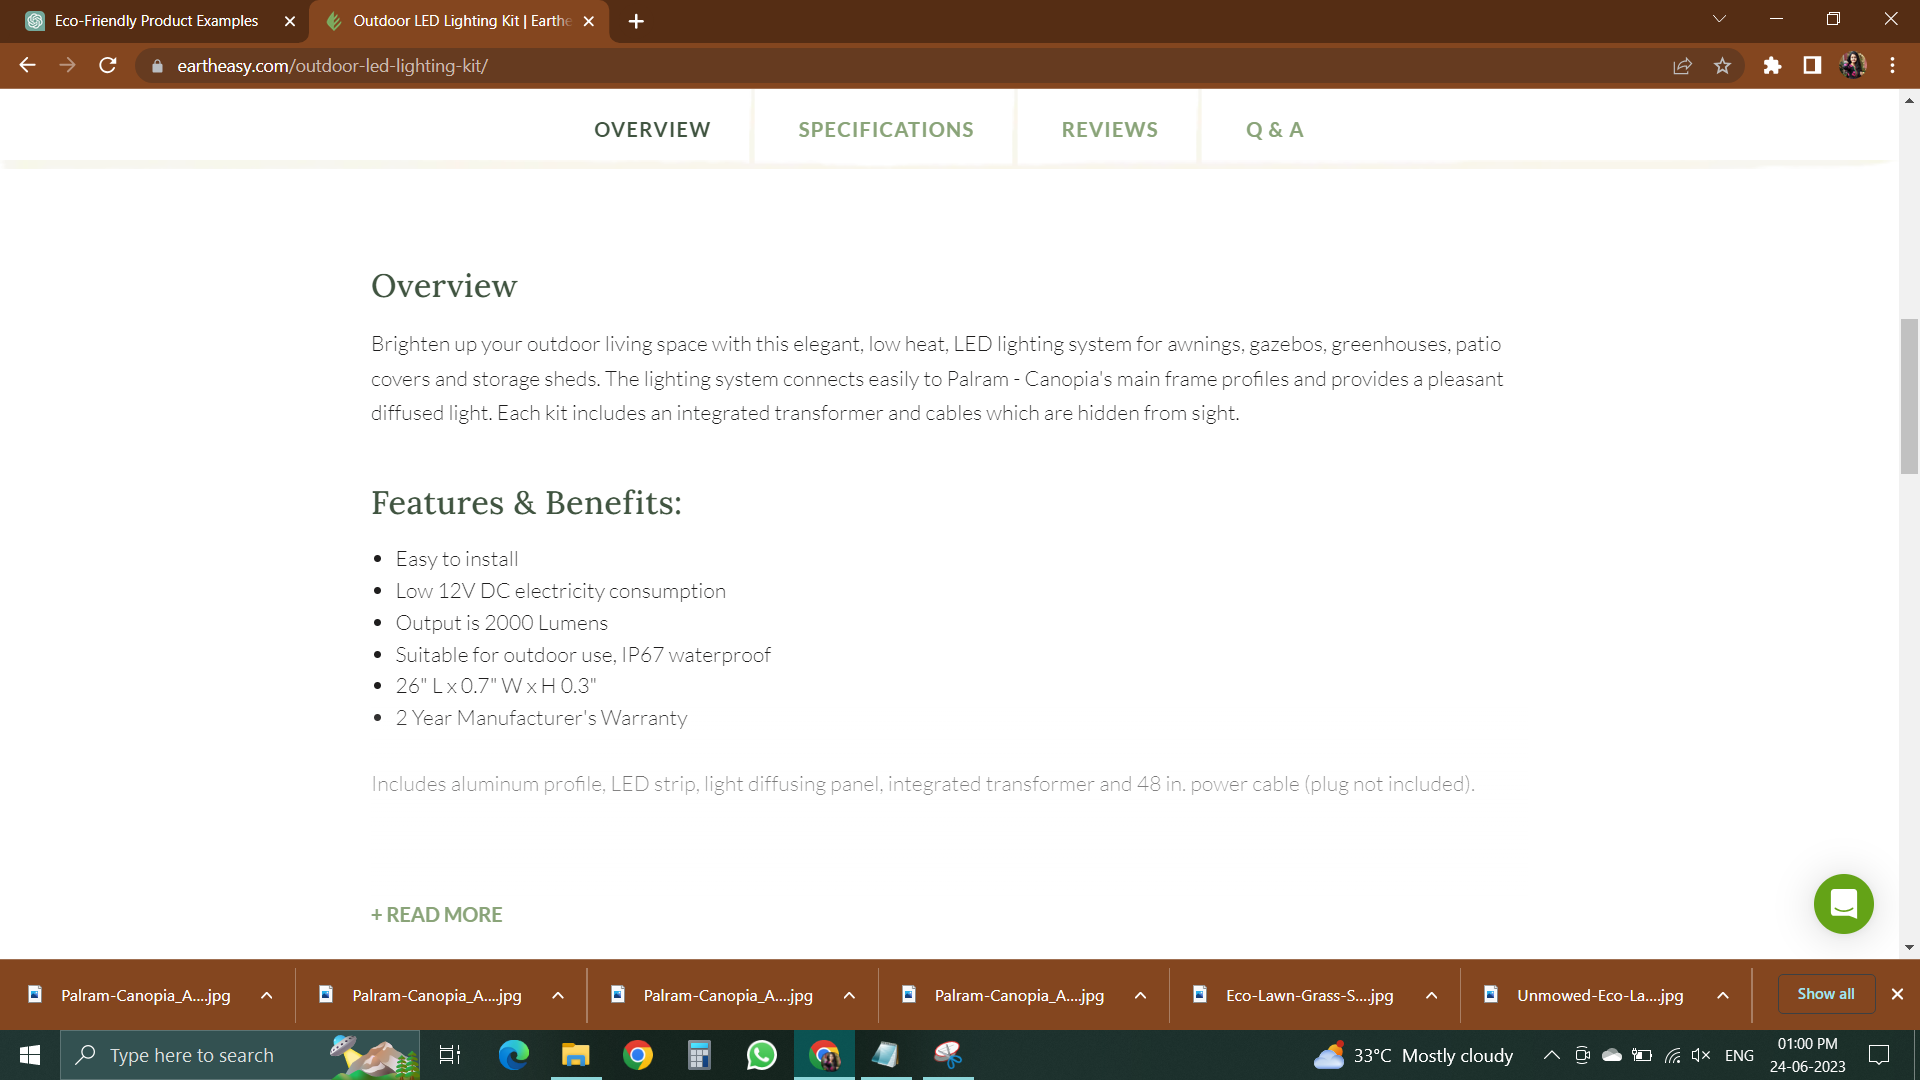 Eco-Friendly Product Examples
Outdoor LED Lighting Kit | Earthe
eartheasy.com/outdoor-led-lighting-kit/
OVERVIEW
SPECIFICATIONS
REVIEWS
Q & A
Overview
Brighten up your outdoor living space with this elegant, low heat, LED lighting system for awnings, gazebos, greenhouses, patio
covers and storage sheds. The lighting system connects easily to Palram - Canopia's main frame profiles and provides a pleasant
diffused light. Each kit includes an integrated transformer and cables which are hidden from sight.
Features & Benefits:
• Easy to install
• Low 12V DC electricity consumption
• Output is 2000 Lumens
• Suitable for outdoor use, IP67 waterproof
• 26" L x 0.7" W x H 0.3"
• 2 Year Manufacturer's Warranty
Includes aluminum profile, LED strip, light diffusing panel, integrated transformer and 48 in. power cable (plug not included).
+ READ MORE
Palram-Canopia_A....jpg
Palram-Canopia_A....jpg
Palram-Canopia_A....jpg
Palram-Canopia_A....jpg
Eco-Lawn-Grass-S....jpg
Unmowed-Eco-La....jpg
Show all
Type here to search
33°C Mostly cloudy
ENG
01:00 PM
24-06-2023